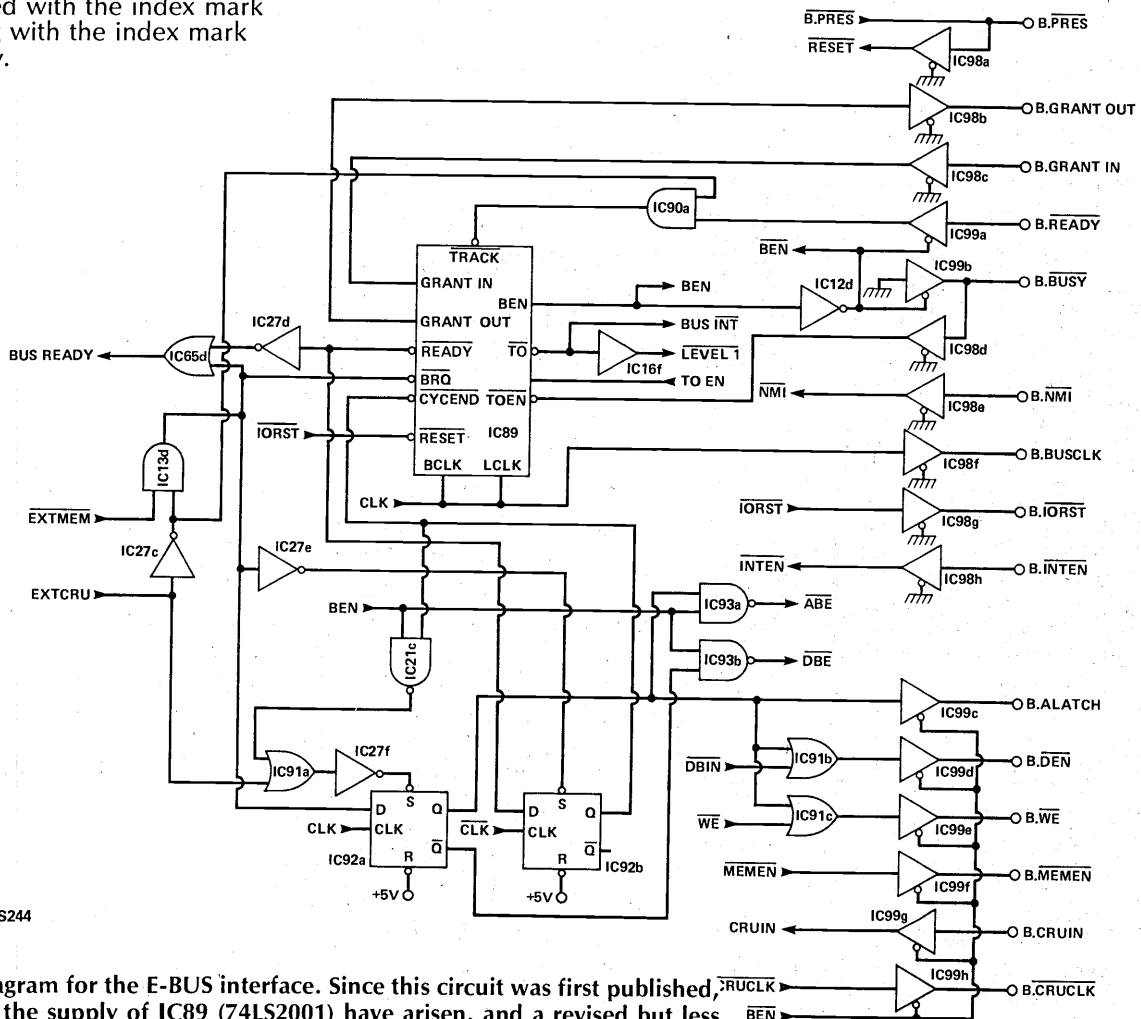 ed with the index mark
with the index mark
B.PRES
B.PRES
RESET
IC98a
IC98b
B.GRANT OUT
B.GRANT IN
IC98c
IC90a
B.READY
IC99a
BEN
TRACK
IC99b
GRANT IN
BEN
BEN
IC12d
B.BUSY
GRANT OUT
IC27d
BUS INT
BUS READY
IC65d
READY
TO
LEVEL 1
IC98d
IC16f
BRQ
TO EN
CYCEND
TOEN
NMI
B.NMI
IC98e
IORST
RESET
IC89
IC13d
BCLK
LCLK
B.BUSCLK
IC98f
CLK
EXTMEM
IORST
B.IORST
IC98g
IC27c
IC27e
INTEN
B.INTEN
IC98h
EXTCRU
BEN
IC93a
ABE
IC21c
IC93b
DBE
B.ALATCH
IC99c
IC27f
IC91a
DBIN
IC91b
B.DEN
IC99d
S
D
Q
CLK
CLK
Q
R
IC92a
+5V
S
D
Q
CLK
CLK
Q
R
IC92b
+5V
WE
IC91c
B.WE
IC99e
MEMEN
B.MEMEN
IC99f
S244
IC99g
CRUIN
B.CRUIN
IC99h
CRUCLK
B.CRUCLK
BEN
agram for the E-BUS interface. Since this circuit was first published,
the supply of IC89 (74LS2001) have arisen, and a revised but less